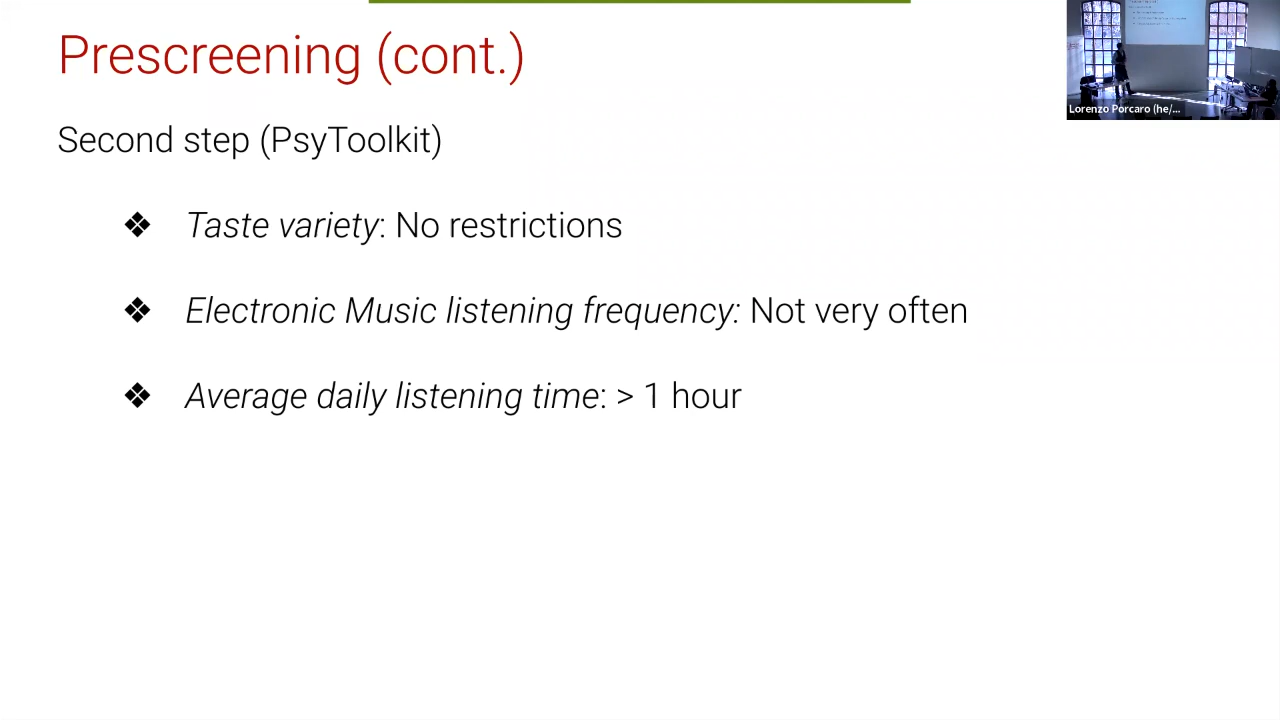 Prescreening (cont.)
Second step (PsyToolkit)
❖ Taste variety: No restrictions
❖ Electronic Music listening frequency: Not very often
❖ Average daily listening time: > 1 hour
Lorenzo Porcaro (he/...